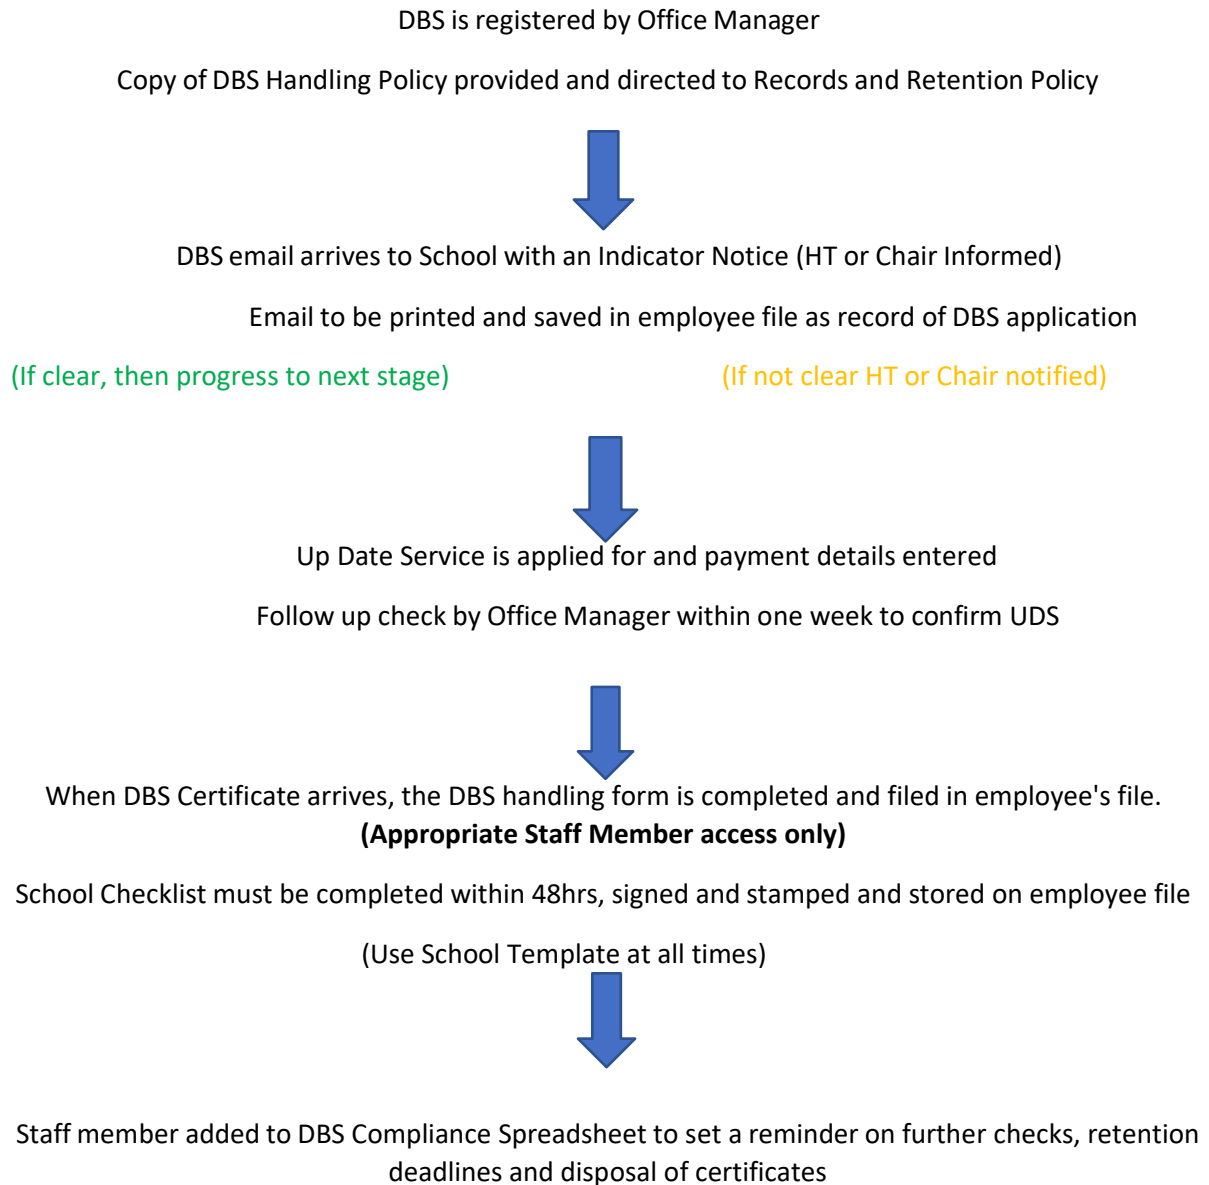 DBS is registered by Office Manager
Copy of DBS Handling Policy provided and directed to Records and Retention Policy
DBS email arrives to School with an Indicator Notice (HT or Chair Informed)
Email to be printed and saved in employee file as record of DBS application
(If clear, then progress to next stage) (If not clear HT or Chair notified)
Up Date Service is applied for and payment details entered
Follow up check by Office Manager within one week to confirm UDS
When DBS Certificate arrives, the DBS handling form is completed and filed in employee's file.
(Appropriate Staff Member access only)
School Checklist must be completed within 48hrs, signed and stamped and stored on employee file
(Use School Template at all times)
Staff member added to DBS Compliance Spreadsheet to set a reminder on further checks, retention
deadlines and disposal of certificates